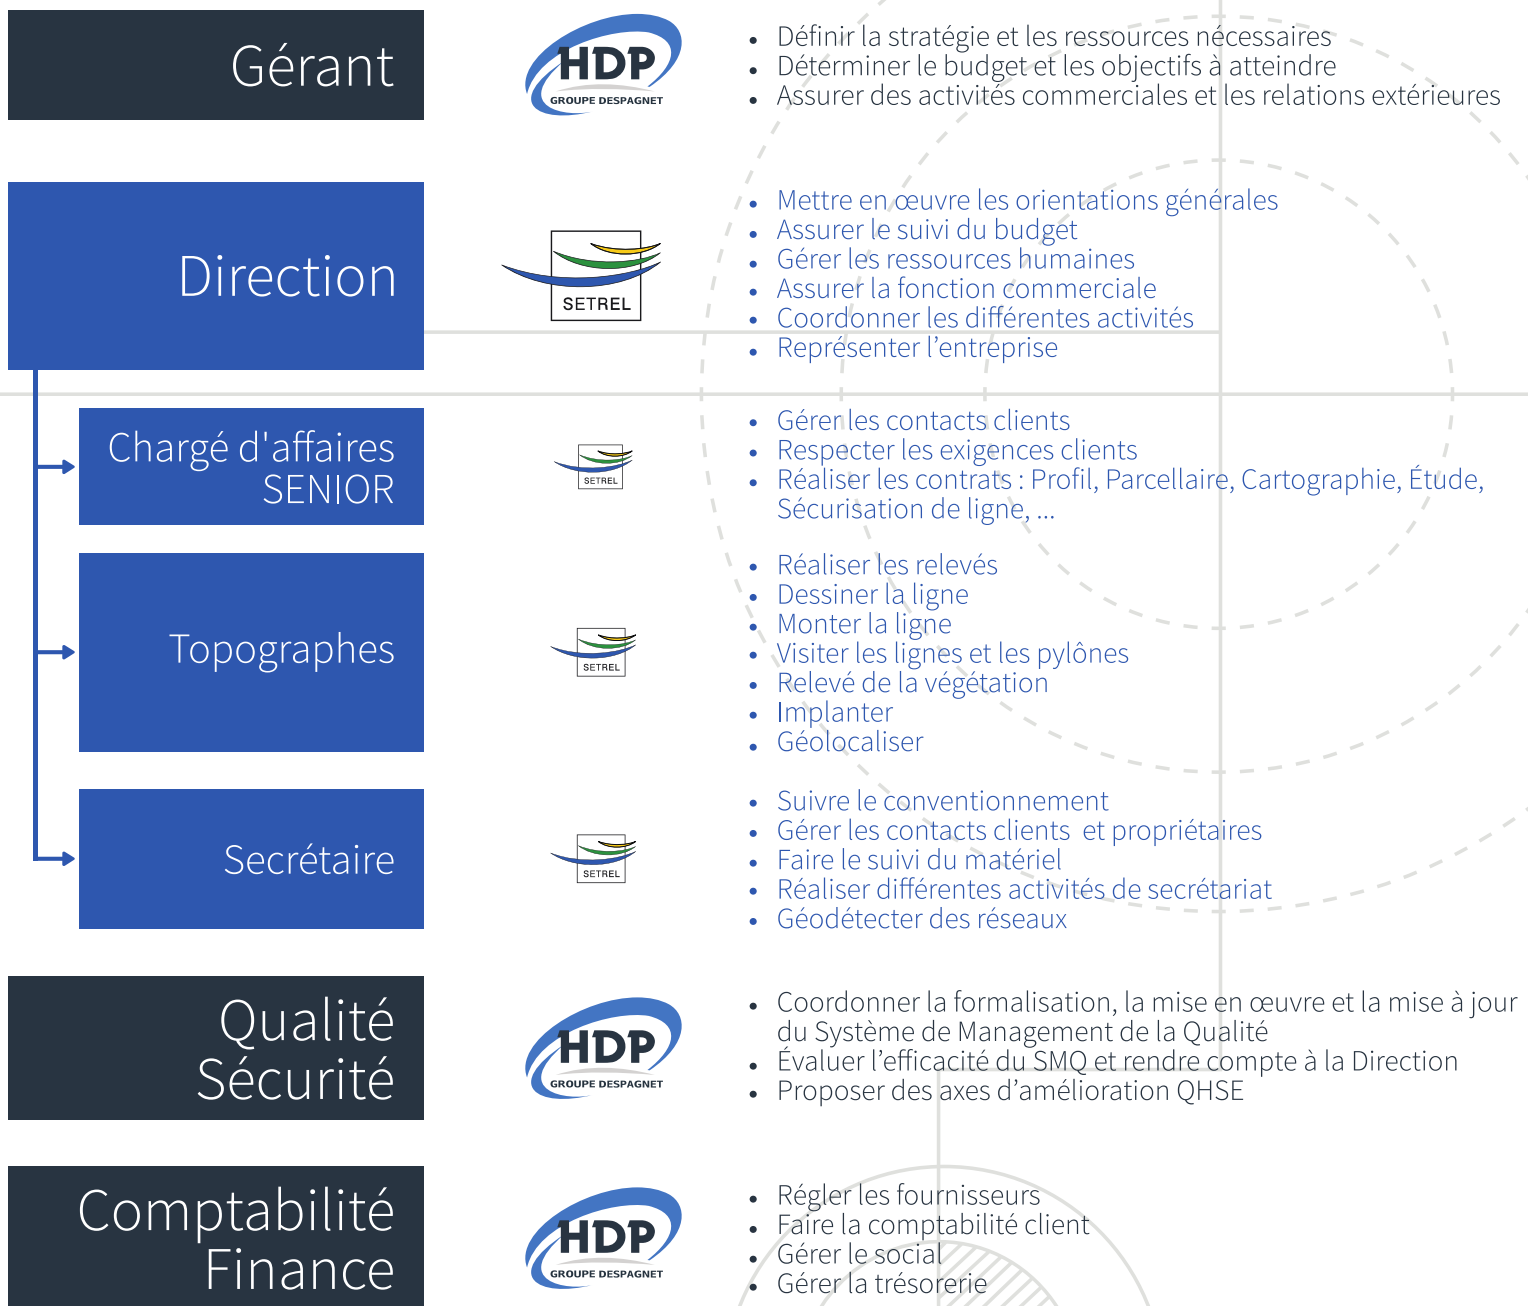 Gérant
HDP
GROUPE DESPAGNET
• Définir la stratégie et les ressources nécessaires
• Déterminer le budget et les objectifs à atteindre
• Assurer des activités commerciales et les relations extérieures
Direction
SETREL
• Mettre en œuvre les orientations générales
• Assurer le suivi du budget
• Gérer les ressources humaines
• Assurer la fonction commerciale
• Coordonner les différentes activités
• Représenter l’entreprise
Chargé d'affaires
SENIOR
SETREL
• Gérer les contacts clients
• Respecter les exigences clients
• Réaliser les contrats : Profil, Parcellaire, Cartographie, Étude,
Sécurisation de ligne, ...
Topographes
SETREL
• Réaliser les relevés
• Dessiner la ligne
• Monter la ligne
• Visiter les lignes et les pylônes
• Relevé de la végétation
• Implanter
• Géolocaliser
Secrétaire
SETREL
• Suivre le conventionnement
• Gérer les contacts clients et propriétaires
• Faire le suivi du matériel
• Réaliser différentes activités de secrétariat
• Géodétecter des réseaux
Qualité
Sécurité
HDP
GROUPE DESPAGNET
• Coordonner la formalisation, la mise en œuvre et la mise à jour
du Système de Management de la Qualité
• Évaluer l’efficacité du SMQ et rendre compte à la Direction
• Proposer des axes d’amélioration QHSE
Comptabilité
Finance
HDP
GROUPE DESPAGNET
• Régler les fournisseurs
• Faire la comptabilité client
• Gérer le social
• Gérer la trésorerie